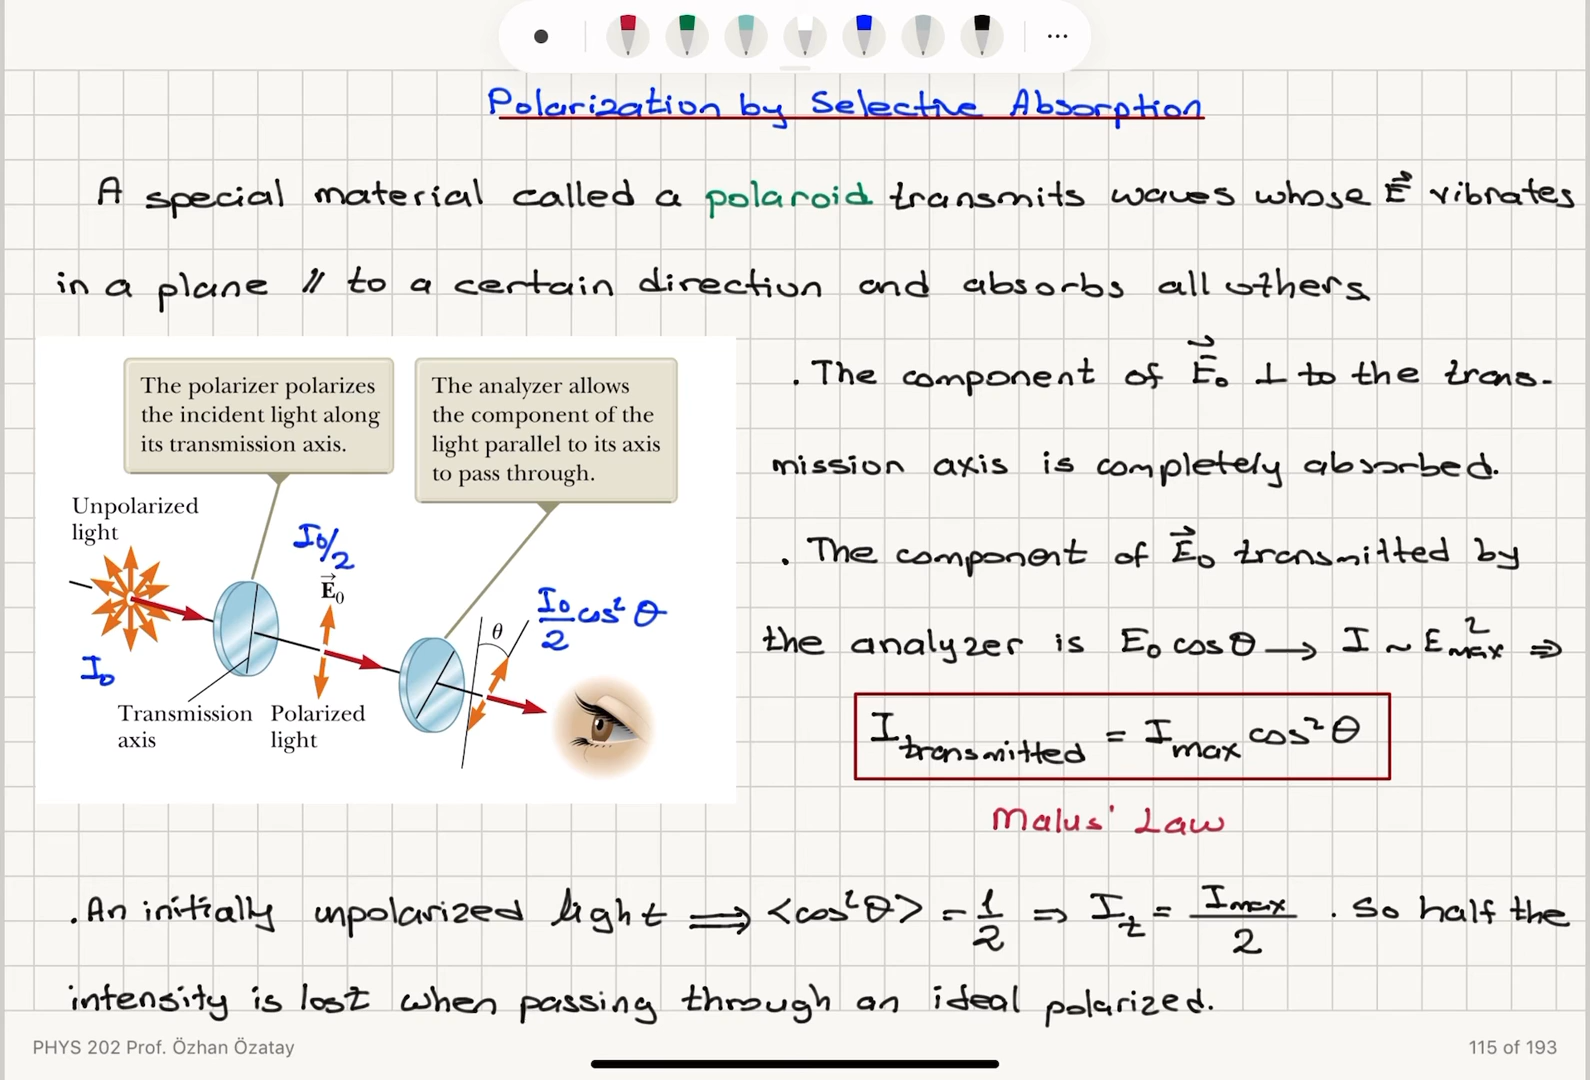 Polarization by Selective Absorption
A special material called a polaroid transmits waves whose E⃗ vibrates
in a plane // to a certain direction and absorbs all others
The polarizer polarizes
the incident light along
its transmission axis.
The analyzer allows
the component of the
light parallel to its axis
to pass through.
Unpolarized
light
I₀
I₀/2
E⃗₀
θ
I₀/2 cos²θ
Transmission
axis
Polarized
light
. The component of E⃗₀ ⊥ to the trans-
mission axis is completely absorbed.
. The component of E⃗₀ transmitted by
the analyzer is E₀ cosθ → I ~ E²max ⇒
I transmitted = I max cos²θ
Malus' Law
. An initially unpolarized light ⟹ <cos²θ> = 1/2 ⇒ I_t = Imax/2 . So half the
intensity is lost when passing through an ideal polarized.
PHYS 202 Prof. Özhan Özatay
115 of 193